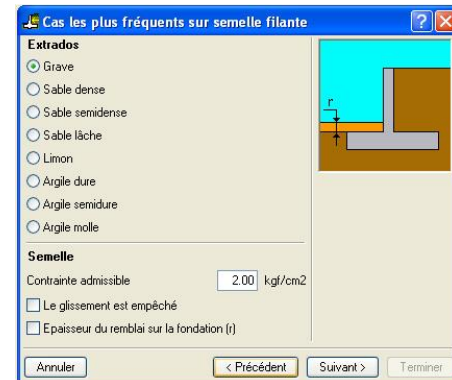 Cas les plus fréquents sur semelle filante
Extrados
Grave
Sable dense
Sable semidense
Sable lâche
Limon
Argile dure
Argile semidure
Argile molle
r
Semelle
Contrainte admissible 2.00 kgf/cm2
Le glissement est empêché
Epaisseur du remblai sur la fondation (r)
Annuler < Précédent Suivant > Terminer